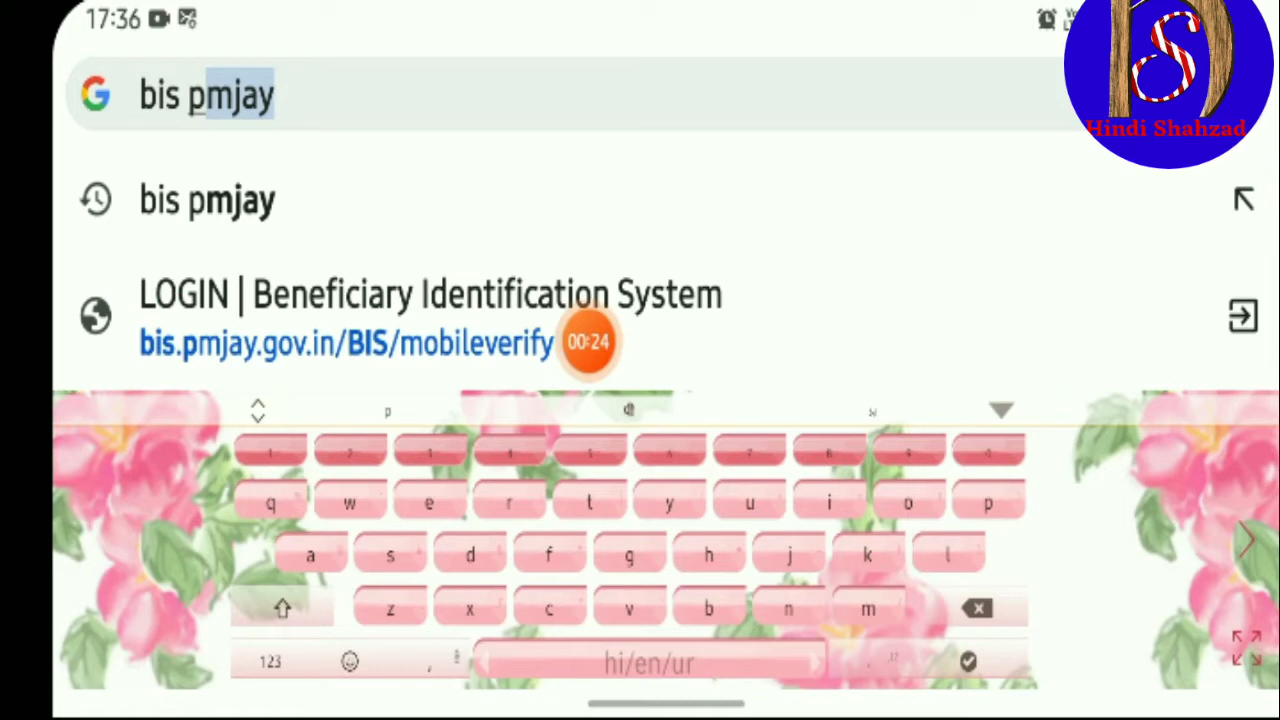 17:36
bis pmjay
Hindi Shahzad
bis pmjay
LOGIN | Beneficiary Identification System
bis.pmjay.gov.in/BIS/mobileverify
00:24
p
q w e r t y u i o p
a s d f g h j k l
z x c v b n m
123 , hi/en/ur